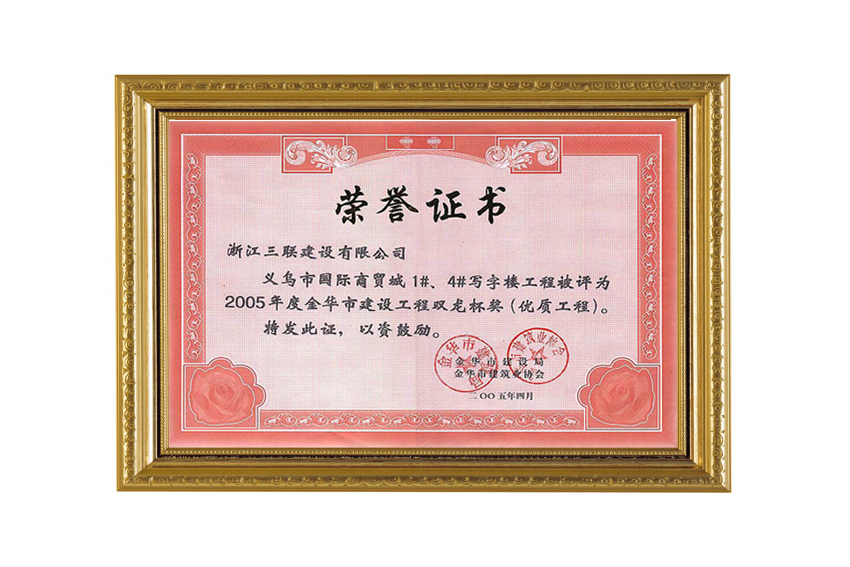 荣誉证书
浙江三联建设有限公司
义乌市国际商贸城1#、4#写字楼工程被评为
2005年度金华市建设工程双龙杯奖(优质工程)。
特发此证,以资鼓励。
金华市建设局
金华市建筑业协会
二〇〇五年四月